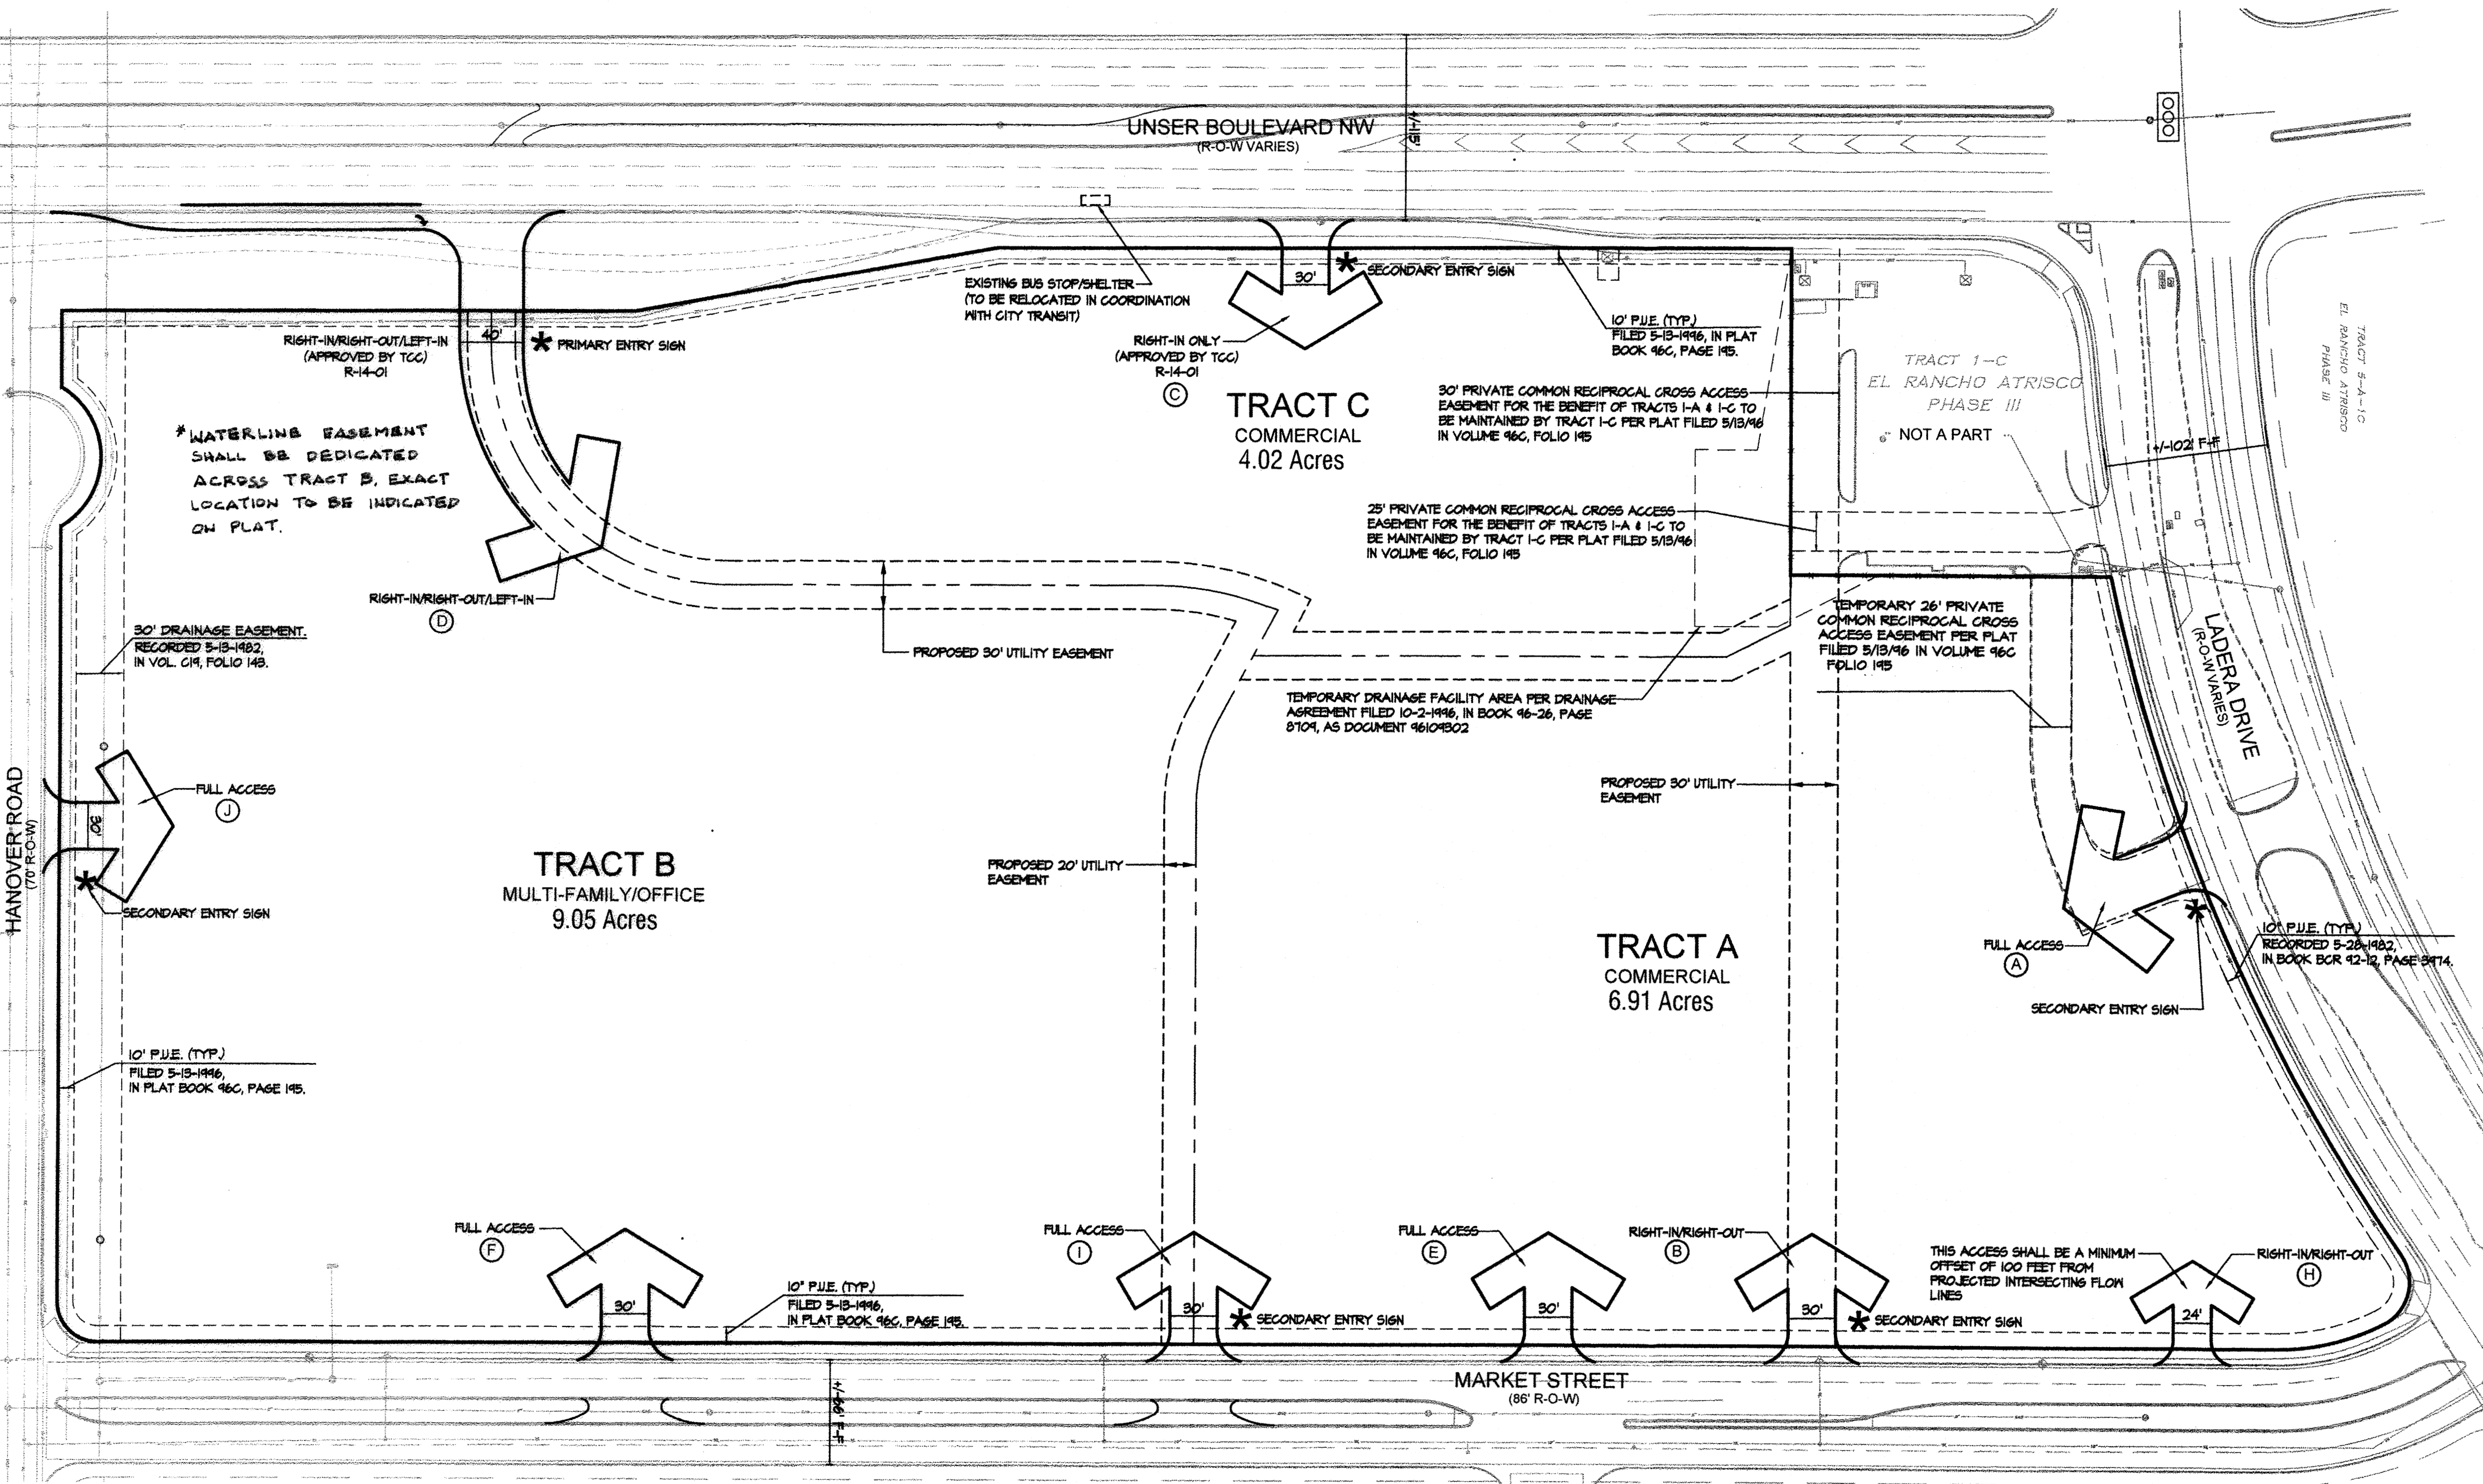 UNSER BOULEVARD NW
(R-O-W VARIES)
+/-115'
EXISTING BUS STOP/SHELTER
(TO BE RELOCATED IN COORDINATION
WITH CITY TRANSIT)
30'
SECONDARY ENTRY SIGN
RIGHT-IN ONLY
(APPROVED BY TCC)
R-14-01
C
10' P.U.E. (TYP.)
FILED 5-13-1996, IN PLAT
BOOK 96C, PAGE 195.
RIGHT-IN/RIGHT-OUT/LEFT-IN
(APPROVED BY TCC)
R-14-01
40'
PRIMARY ENTRY SIGN
TRACT C
COMMERCIAL
4.02 Acres
30' PRIVATE COMMON RECIPROCAL CROSS ACCESS
EASEMENT FOR THE BENEFIT OF TRACTS 1-A & 1-C TO
BE MAINTAINED BY TRACT 1-C PER PLAT FILED 5/13/96
IN VOLUME 96C, FOLIO 195
TRACT 1-C
EL RANCHO ATRISCO
PHASE III
NOT A PART
TRACT 5-A-1C
EL RANCHO ATRISCO
PHASE III
+/-102' F-F
* WATERLINE EASEMENT
SHALL BE DEDICATED
ACROSS TRACT B, EXACT
LOCATION TO BE INDICATED
ON PLAT.
25' PRIVATE COMMON RECIPROCAL CROSS ACCESS
EASEMENT FOR THE BENEFIT OF TRACTS 1-A & 1-C TO
BE MAINTAINED BY TRACT 1-C PER PLAT FILED 5/13/96
IN VOLUME 96C, FOLIO 195
RIGHT-IN/RIGHT-OUT/LEFT-IN
D
30' DRAINAGE EASEMENT.
RECORDED 5-13-1982,
IN VOL. C19, FOLIO 143.
PROPOSED 30' UTILITY EASEMENT
TEMPORARY 26' PRIVATE
COMMON RECIPROCAL CROSS
ACCESS EASEMENT PER PLAT
FILED 5/13/96 IN VOLUME 96C
FOLIO 195
LADERA DRIVE
(R-O-W VARIES)
TEMPORARY DRAINAGE FACILITY AREA PER DRAINAGE
AGREEMENT FILED 10-2-1996, IN BOOK 96-26, PAGE
8709, AS DOCUMENT 96109302
HANOVER ROAD
(70' R-O-W)
FULL ACCESS
J
30'
SECONDARY ENTRY SIGN
PROPOSED 30' UTILITY
EASEMENT
TRACT B
MULTI-FAMILY/OFFICE
9.05 Acres
PROPOSED 20' UTILITY
EASEMENT
TRACT A
COMMERCIAL
6.91 Acres
FULL ACCESS
A
10' P.U.E. (TYP.)
RECORDED 5-28-1982,
IN BOOK BCR 92-12, PAGE 3974.
SECONDARY ENTRY SIGN
10' P.U.E. (TYP.)
FILED 5-13-1996,
IN PLAT BOOK 96C, PAGE 195.
FULL ACCESS
F
30'
10' P.U.E. (TYP.)
FILED 5-13-1996,
IN PLAT BOOK 96C, PAGE 195.
FULL ACCESS
I
30'
SECONDARY ENTRY SIGN
FULL ACCESS
E
30'
RIGHT-IN/RIGHT-OUT
B
30'
SECONDARY ENTRY SIGN
THIS ACCESS SHALL BE A MINIMUM
OFFSET OF 100 FEET FROM
PROJECTED INTERSECTING FLOW
LINES
RIGHT-IN/RIGHT-OUT
H
24'
MARKET STREET
(86' R-O-W)
+/-66' F-F